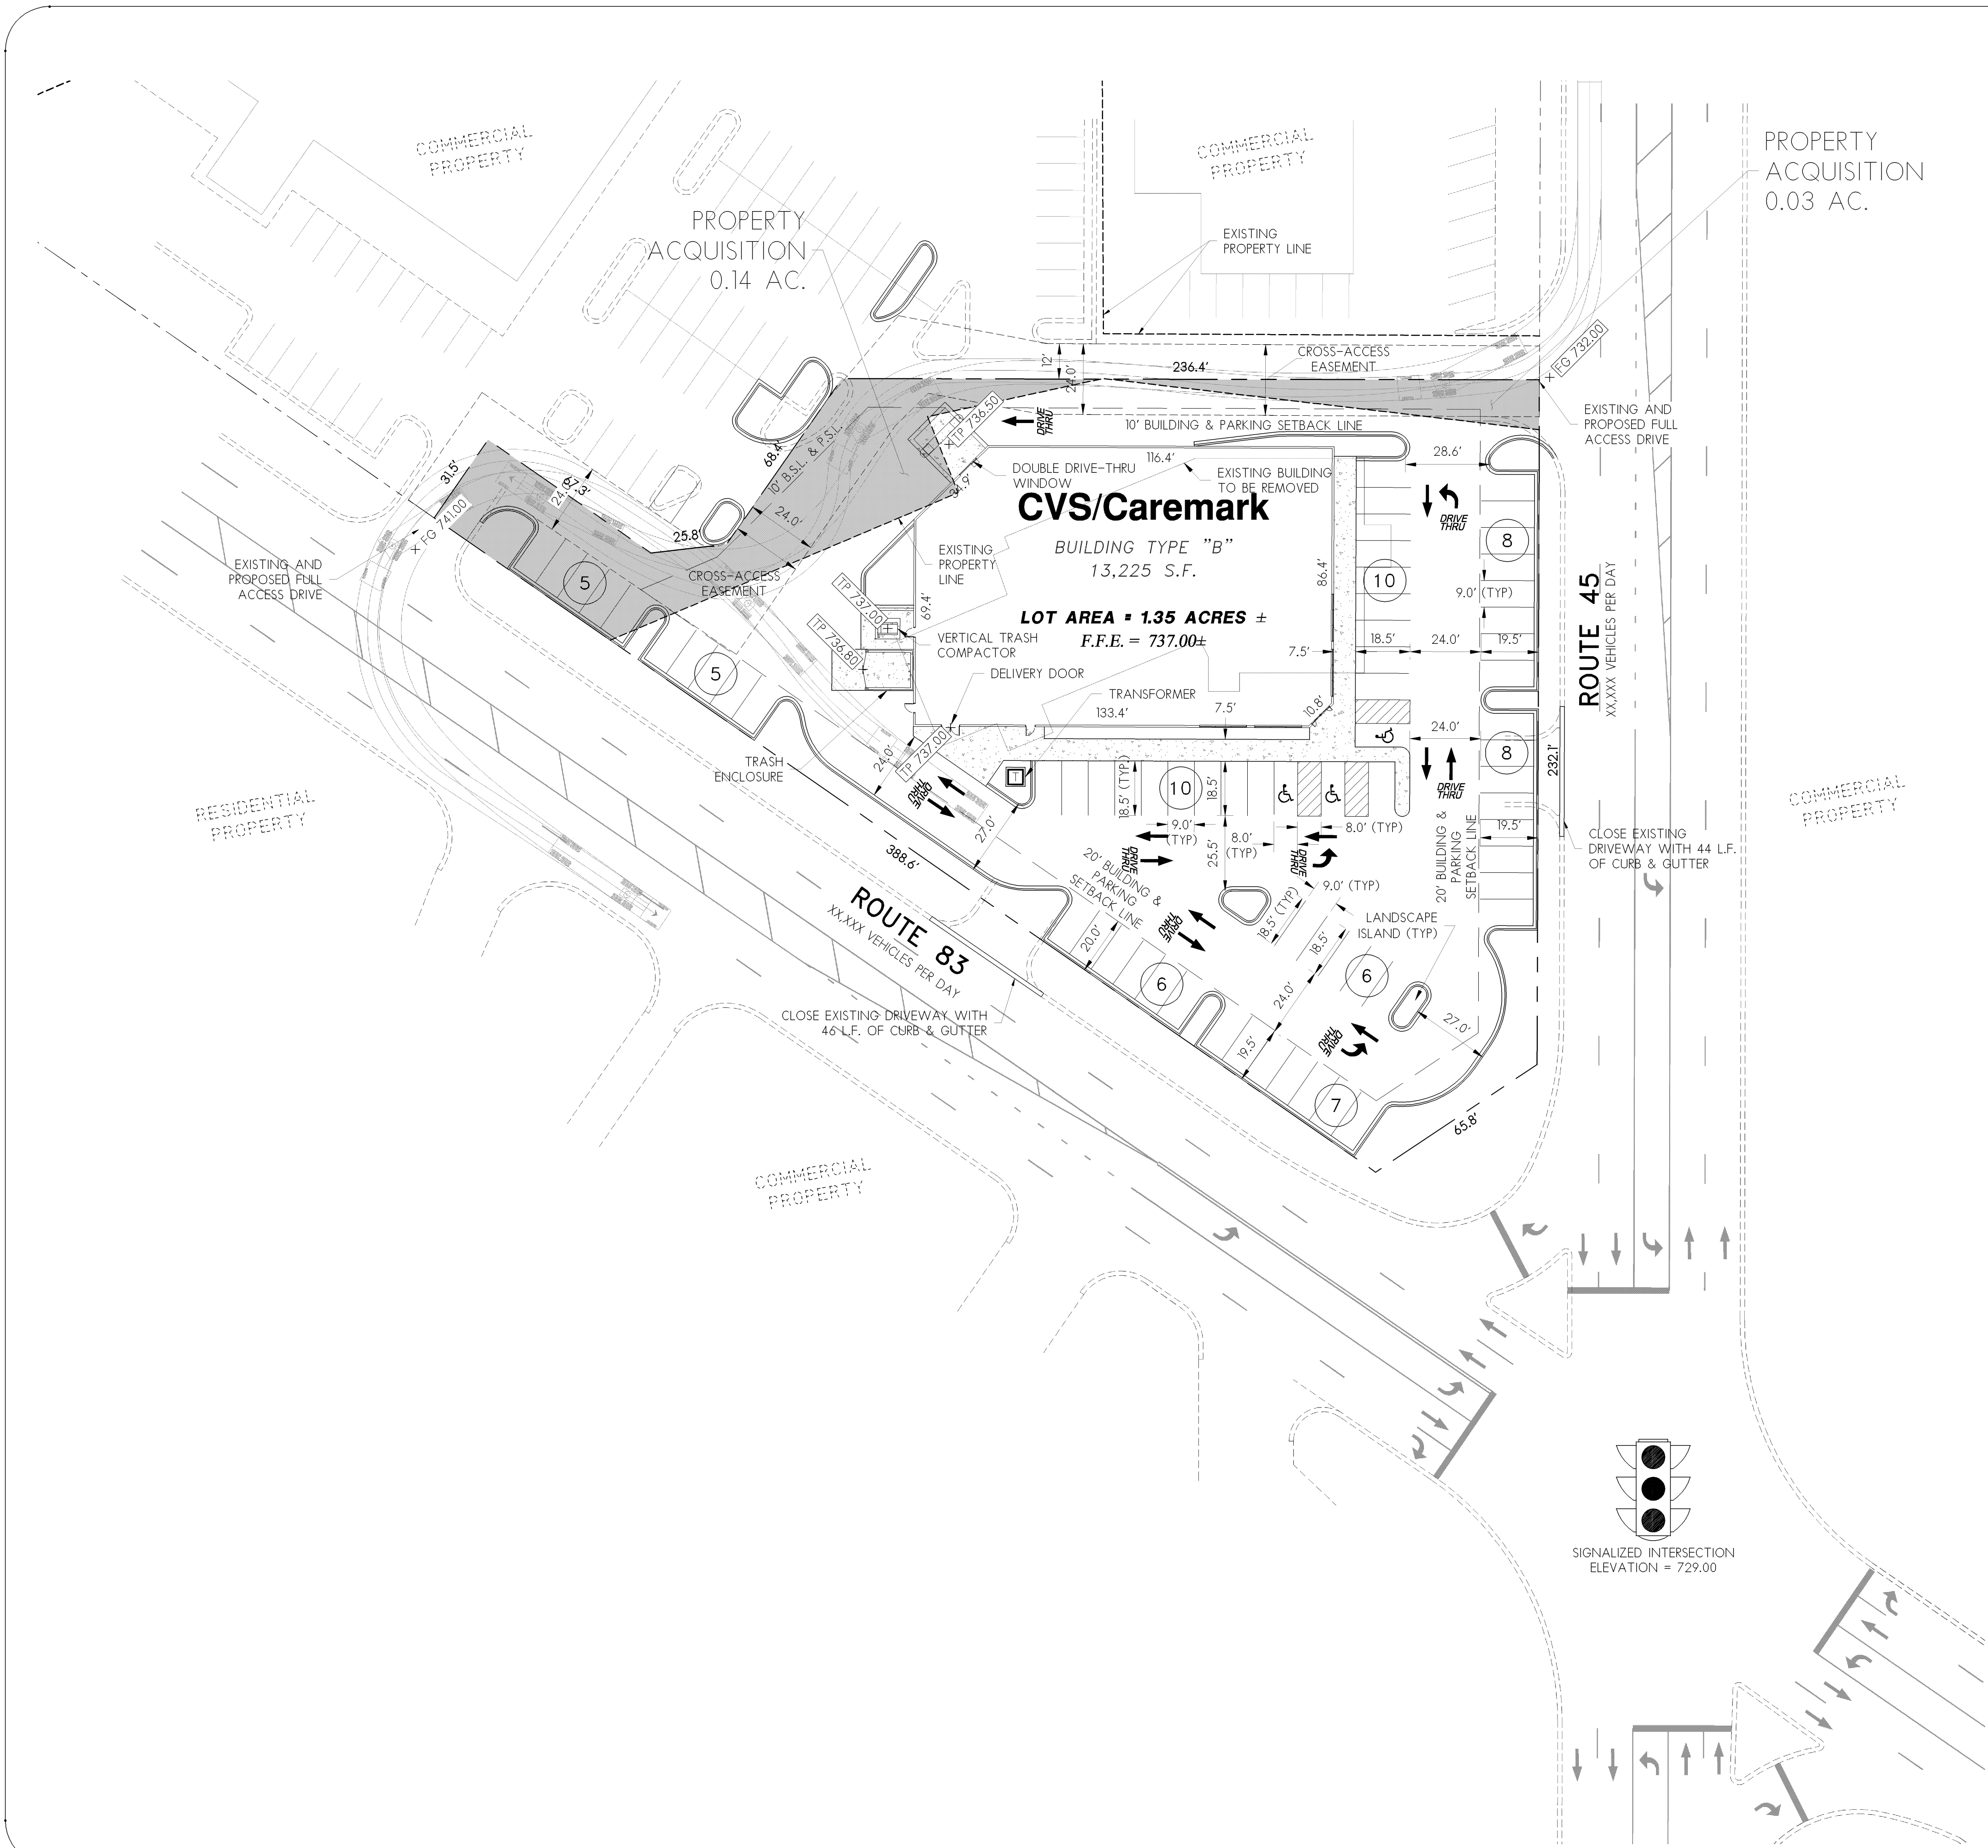 COMMERCIAL
PROPERTY
COMMERCIAL
PROPERTY
PROPERTY
ACQUISITION
0.03 AC.
PROPERTY
ACQUISITION
0.14 AC.
EXISTING
PROPERTY LINE
12'
24.0'
236.4'
CROSS-ACCESS
EASEMENT
FG 732.00
EXISTING AND
PROPOSED FULL
ACCESS DRIVE
DRIVE
THRU
10' BUILDING & PARKING SETBACK LINE
TP 736.50
68.4'
10' B.S.L. & P.S.L.
31.5'
67.3'
24.0'
25.8'
24.0'
34.9'
FG 741.00
EXISTING AND
PROPOSED FULL
ACCESS DRIVE
CROSS-ACCESS
EASEMENT
5
5
DOUBLE DRIVE-THRU
WINDOW
116.4'
EXISTING BUILDING
TO BE REMOVED
28.6'
CVS/Caremark
BUILDING TYPE "B"
13,225 S.F.
LOT AREA = 1.35 ACRES ±
F.F.E. = 737.00±
EXISTING
PROPERTY
LINE
69.4'
86.4'
TP 737.00
TP 736.80
VERTICAL TRASH
COMPACTOR
DELIVERY DOOR
TRANSFORMER
133.4'
7.5'
7.5'
10.8'
DRIVE
THRU
8
10
9.0' (TYP)
18.5'
24.0'
19.5'
24.0'
8
DRIVE
THRU
19.5'
232.1'
ROUTE 45
XX,XXX VEHICLES PER DAY
CLOSE EXISTING
DRIVEWAY WITH 44 L.F.
OF CURB & GUTTER
20' BUILDING &
PARKING
SETBACK LINE
TRASH
ENCLOSURE
24.0'
TP 737.00
DRIVE
THRU
T
27.0'
18.5' (TYP)
10
18.5'
9.0'
(TYP)
8.0'
(TYP)
8.0' (TYP)
25.5'
DRIVE
THRU
DRIVE
THRU
20' BUILDING &
PARKING
SETBACK LINE
DRIVE
THRU
18.5' (TYP)
9.0' (TYP)
LANDSCAPE
ISLAND (TYP)
18.5'
20.0'
6
6
24.0'
19.5'
DRIVE
THRU
27.0'
7
65.8'
388.6'
ROUTE 83
XX,XXX VEHICLES PER DAY
CLOSE EXISTING DRIVEWAY WITH
46 L.F. OF CURB & GUTTER
RESIDENTIAL
PROPERTY
COMMERCIAL
PROPERTY
COMMERCIAL
PROPERTY
SIGNALIZED INTERSECTION
ELEVATION = 729.00